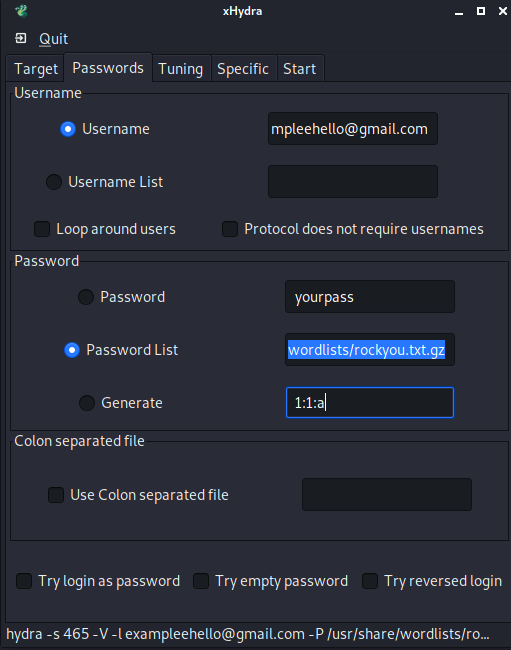 xHydra
Quit
Target Passwords Tuning Specific Start
Username
Username mpleehello@gmail.com
Username List
Loop around users Protocol does not require usernames
Password
Password yourpass
Password List wordlists/rockyou.txt.gz
Generate 1:1:a
Colon separated file
Use Colon separated file
Try login as password Try empty password Try reversed login
hydra -s 465 -V -l exampleehello@gmail.com -P /usr/share/wordlists/ro...